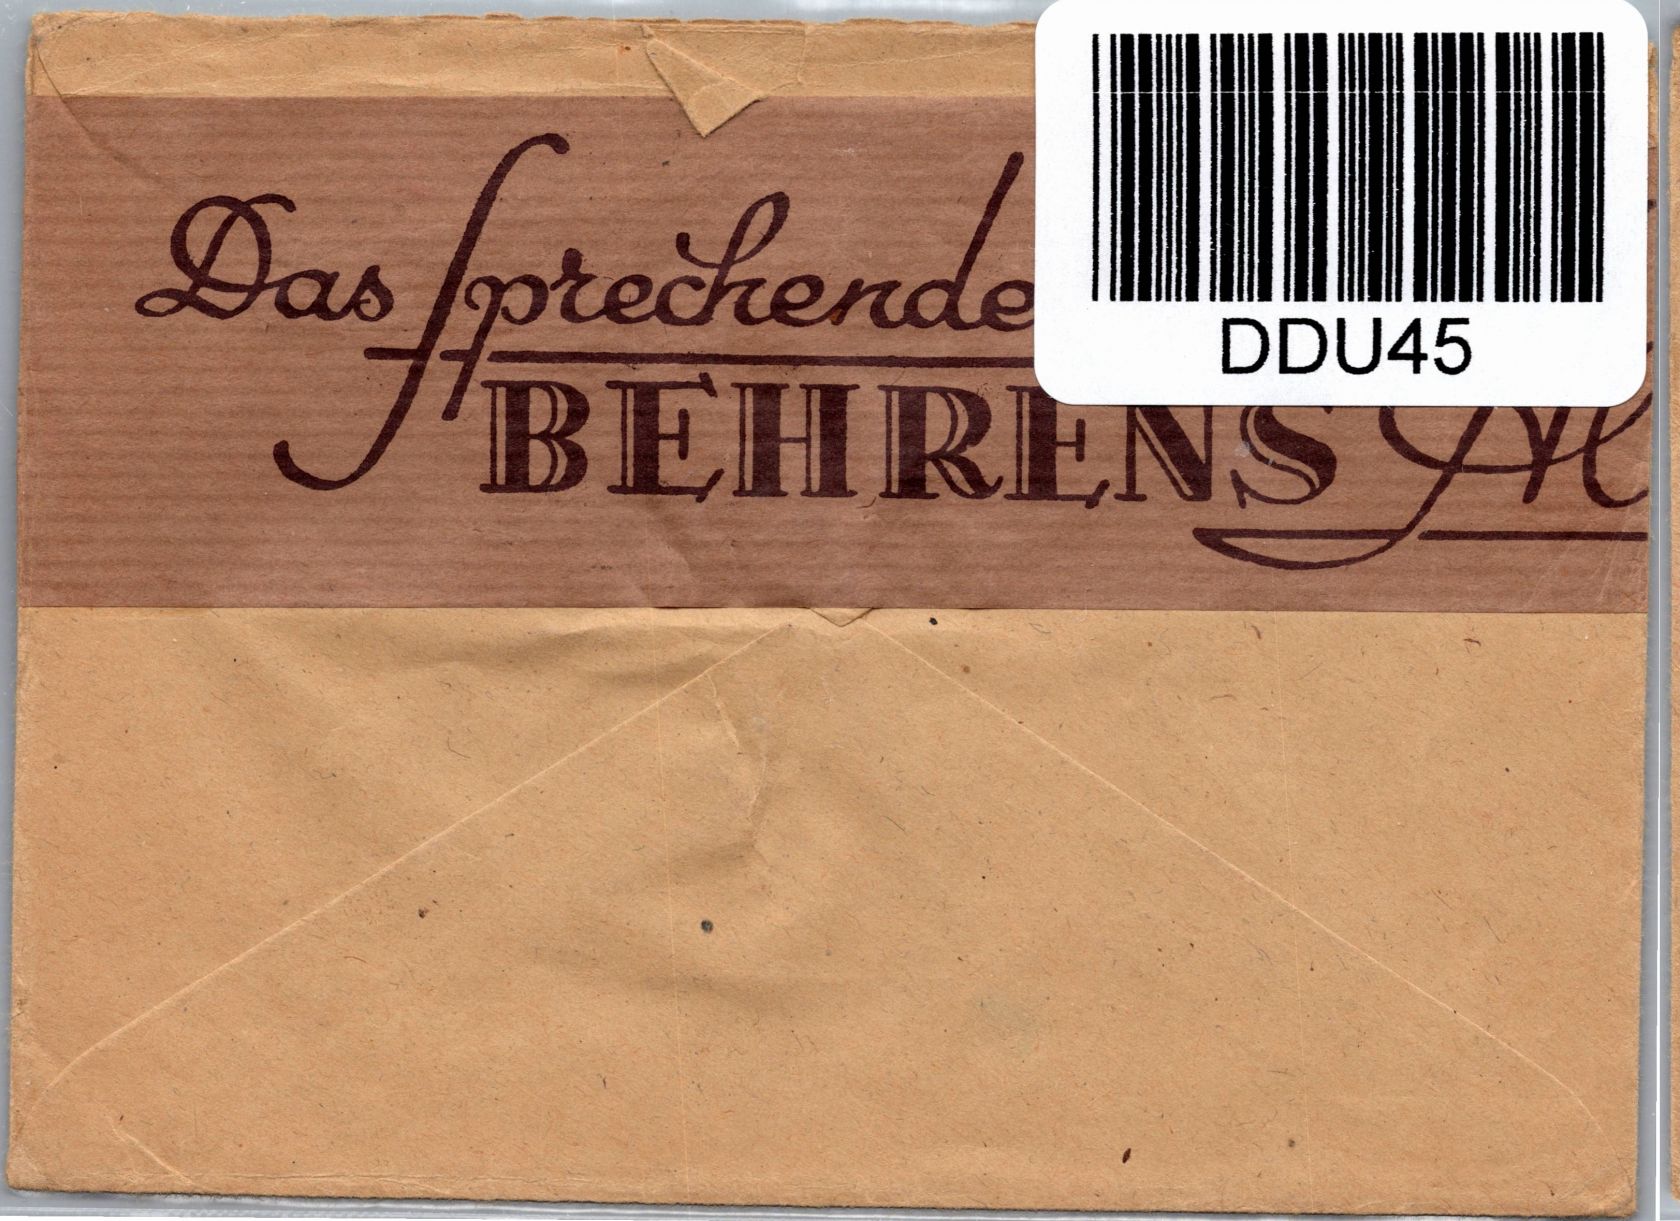 Das sprechende
BEHRENS
DDU45